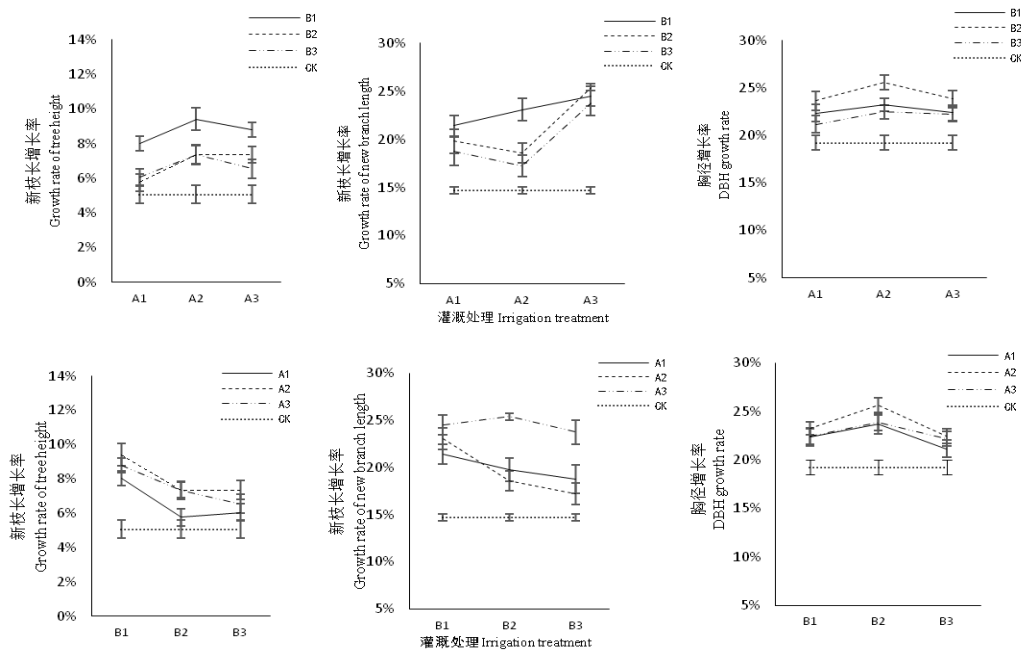 B1
B2
B3
CK
14%
12%
10%
8%
6%
4%
2%
0%
新枝长增长率
Growth rate of tree height
A1 A2 A3
B1
B2
B3
CK
30%
25%
20%
15%
10%
5%
新枝长增长率
Growth rate of new branch length
A1 A2 A3
灌溉处理 Irrigation treatment
B1
B2
B3
CK
30%
25%
20%
15%
10%
5%
胸径增长率
DBH growth rate
A1 A2 A3
A1
A2
A3
CK
14%
12%
10%
8%
6%
4%
2%
0%
新枝长增长率
Growth rate of tree height
B1 B2 B3
A1
A2
A3
CK
30%
25%
20%
15%
10%
5%
新枝长增长率
Growth rate of new branch length
B1 B2 B3
灌溉处理 Irrigation treatment
A1
A2
A3
CK
30%
25%
20%
15%
10%
5%
胸径增长率
DBH growth rate
B1 B2 B3